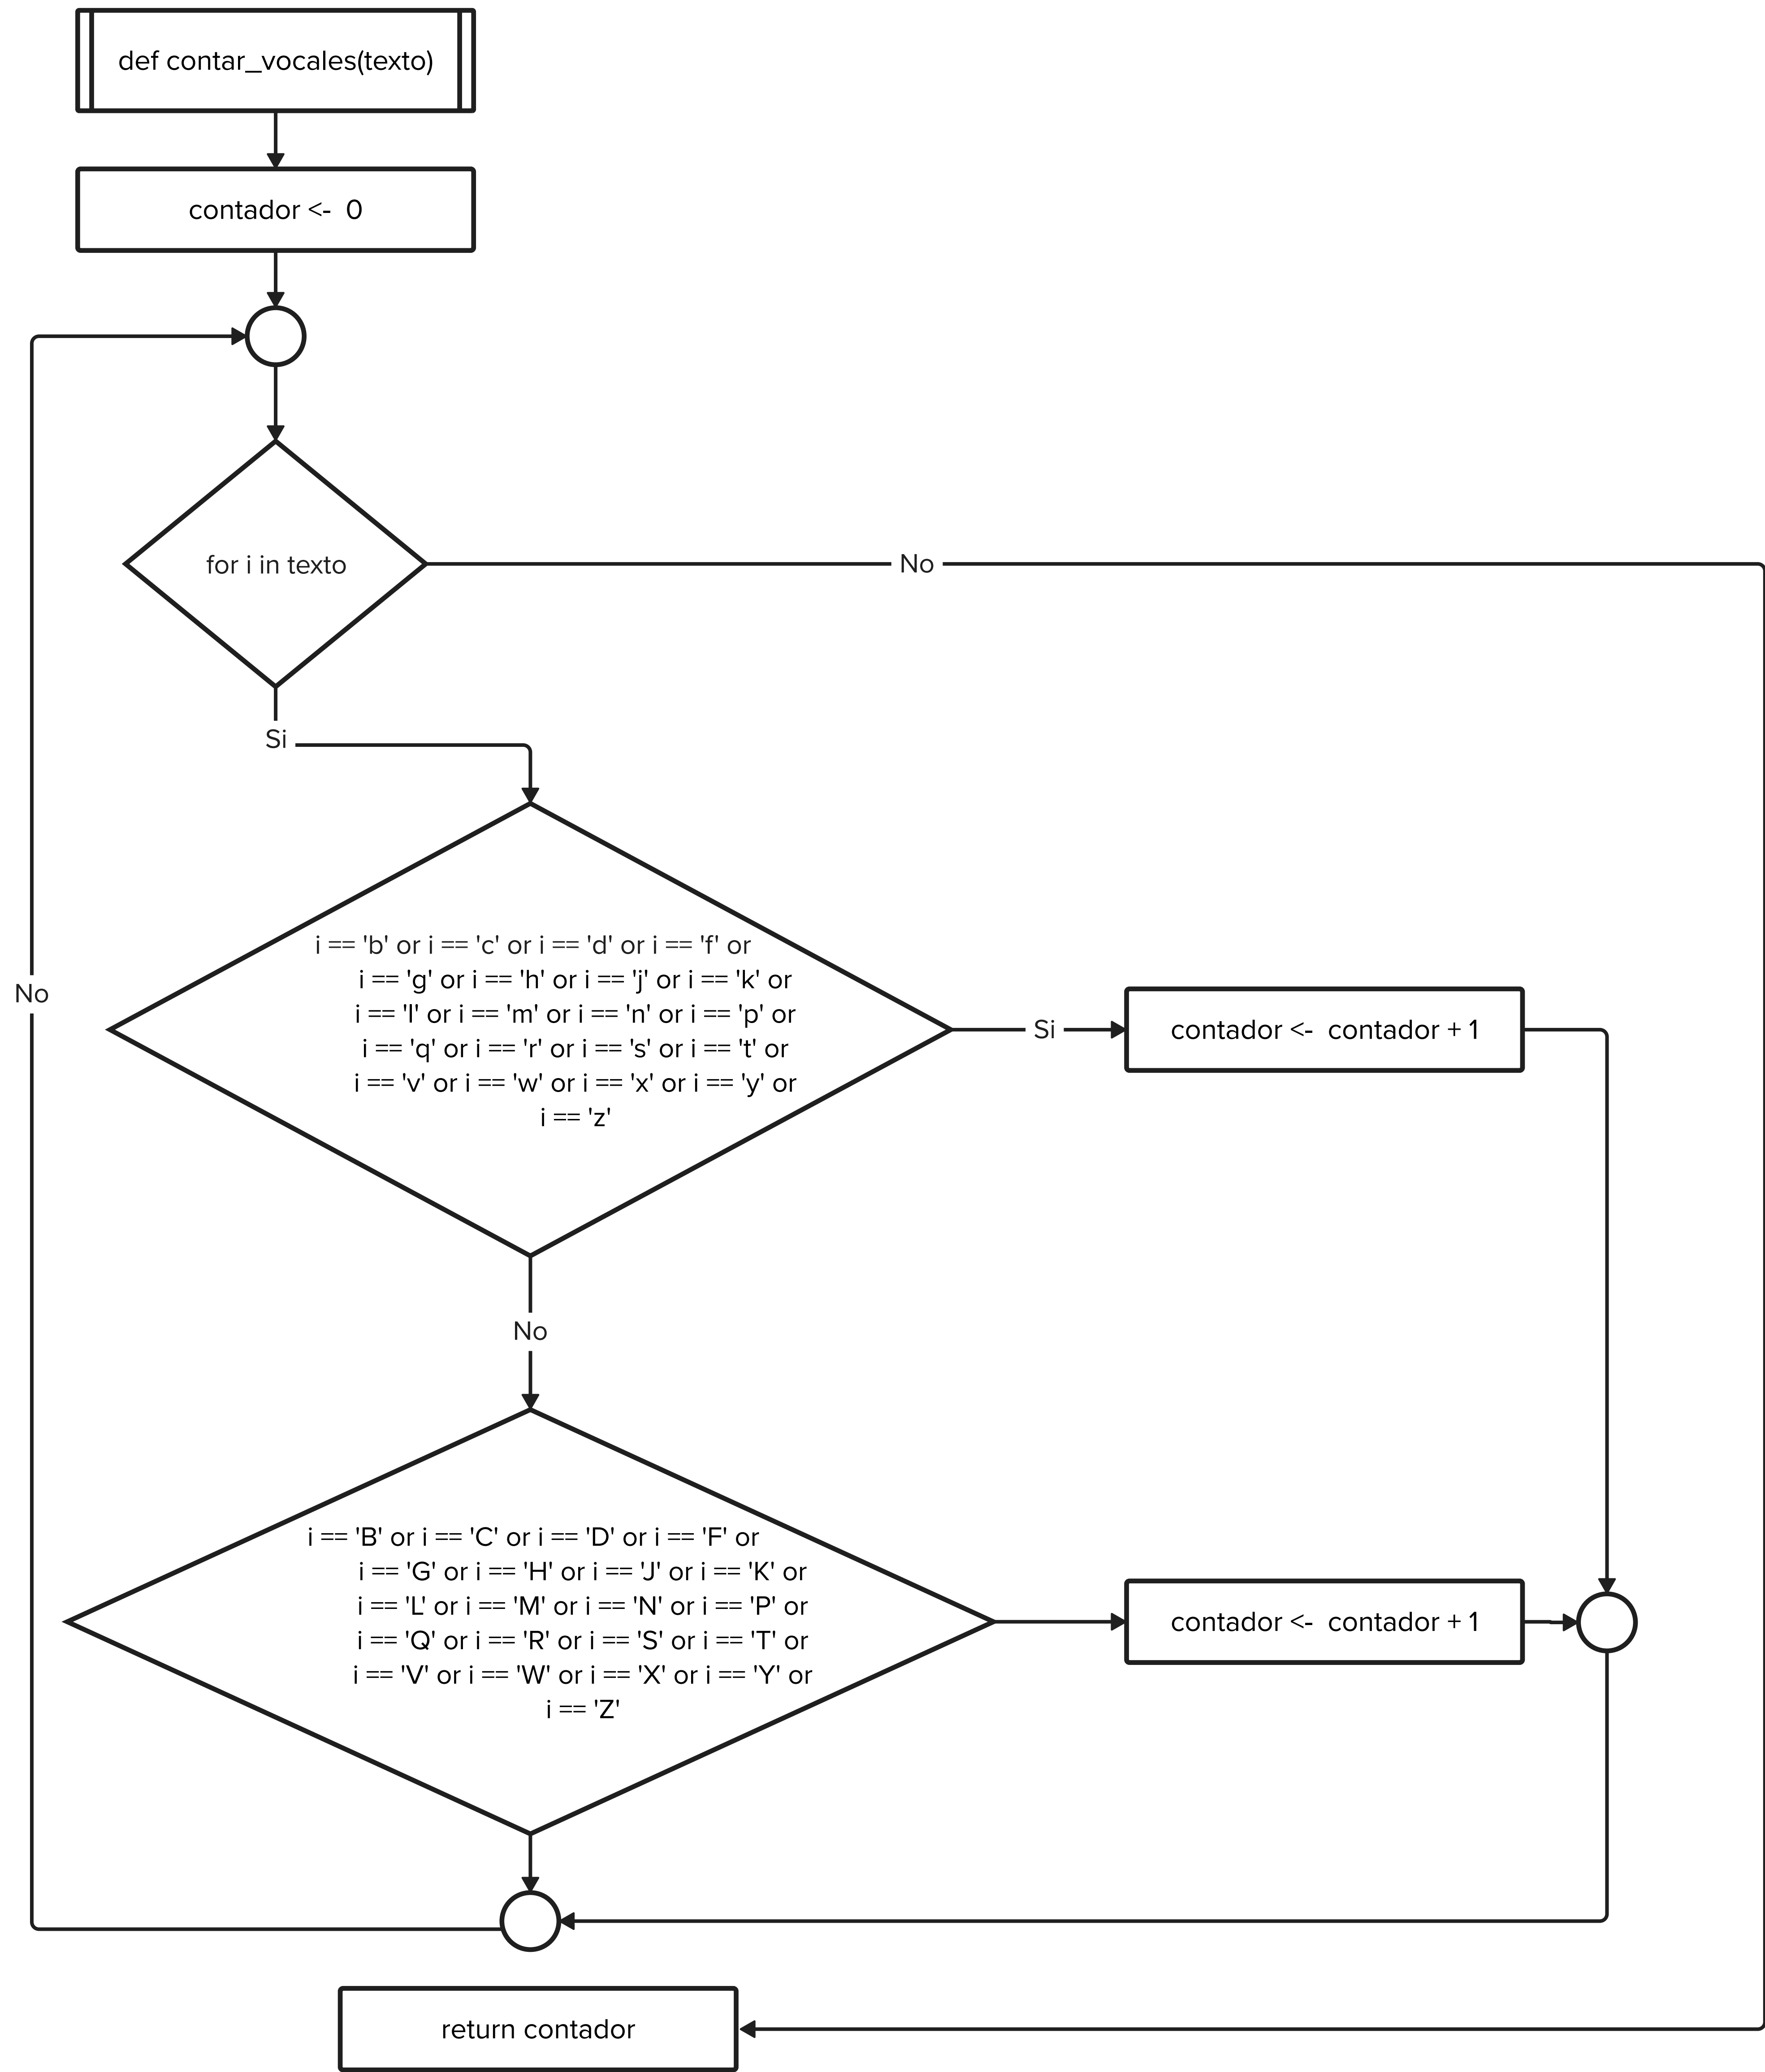 def contar_vocales(texto)
contador <- 0
for i in texto
No
Si
i == 'b' or i == 'c' or i == 'd' or i == 'f' or
i == 'g' or i == 'h' or i == 'j' or i == 'k' or
i == 'l' or i == 'm' or i == 'n' or i == 'p' or
i == 'q' or i == 'r' or i == 's' or i == 't' or
i == 'v' or i == 'w' or i == 'x' or i == 'y' or
i == 'z'
Si
contador <- contador + 1
No
No
i == 'B' or i == 'C' or i == 'D' or i == 'F' or
i == 'G' or i == 'H' or i == 'J' or i == 'K' or
i == 'L' or i == 'M' or i == 'N' or i == 'P' or
i == 'Q' or i == 'R' or i == 'S' or i == 'T' or
i == 'V' or i == 'W' or i == 'X' or i == 'Y' or
i == 'Z'
contador <- contador + 1
return contador